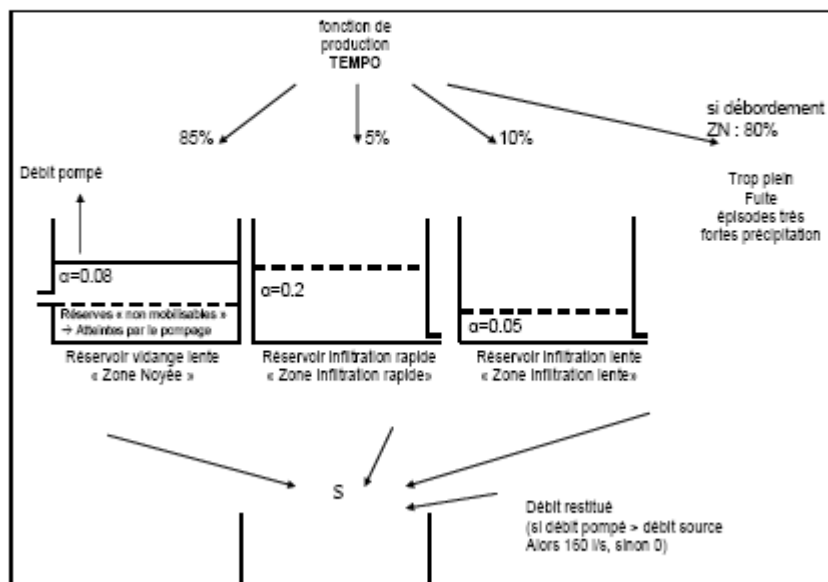 fonction de
production
TEMPO
si débordement
ZN : 80%
85%
5%
10%
Débit pompé
Trop plein
Fuite
épisodes très
fortes précipitation
α=0.08
α=0.2
α=0.05
Réserves « non mobilisables »
→ Atteintes par le pompage
Réservoir vidange lente
« Zone Noyée »
Réservoir Infiltration rapide
« Zone Infiltration rapide»
Réservoir Infiltration lente
« Zone Infiltration lente»
S
Débit restitué
(si débit pompé > débit source
Alors 160 l/s, sinon 0)